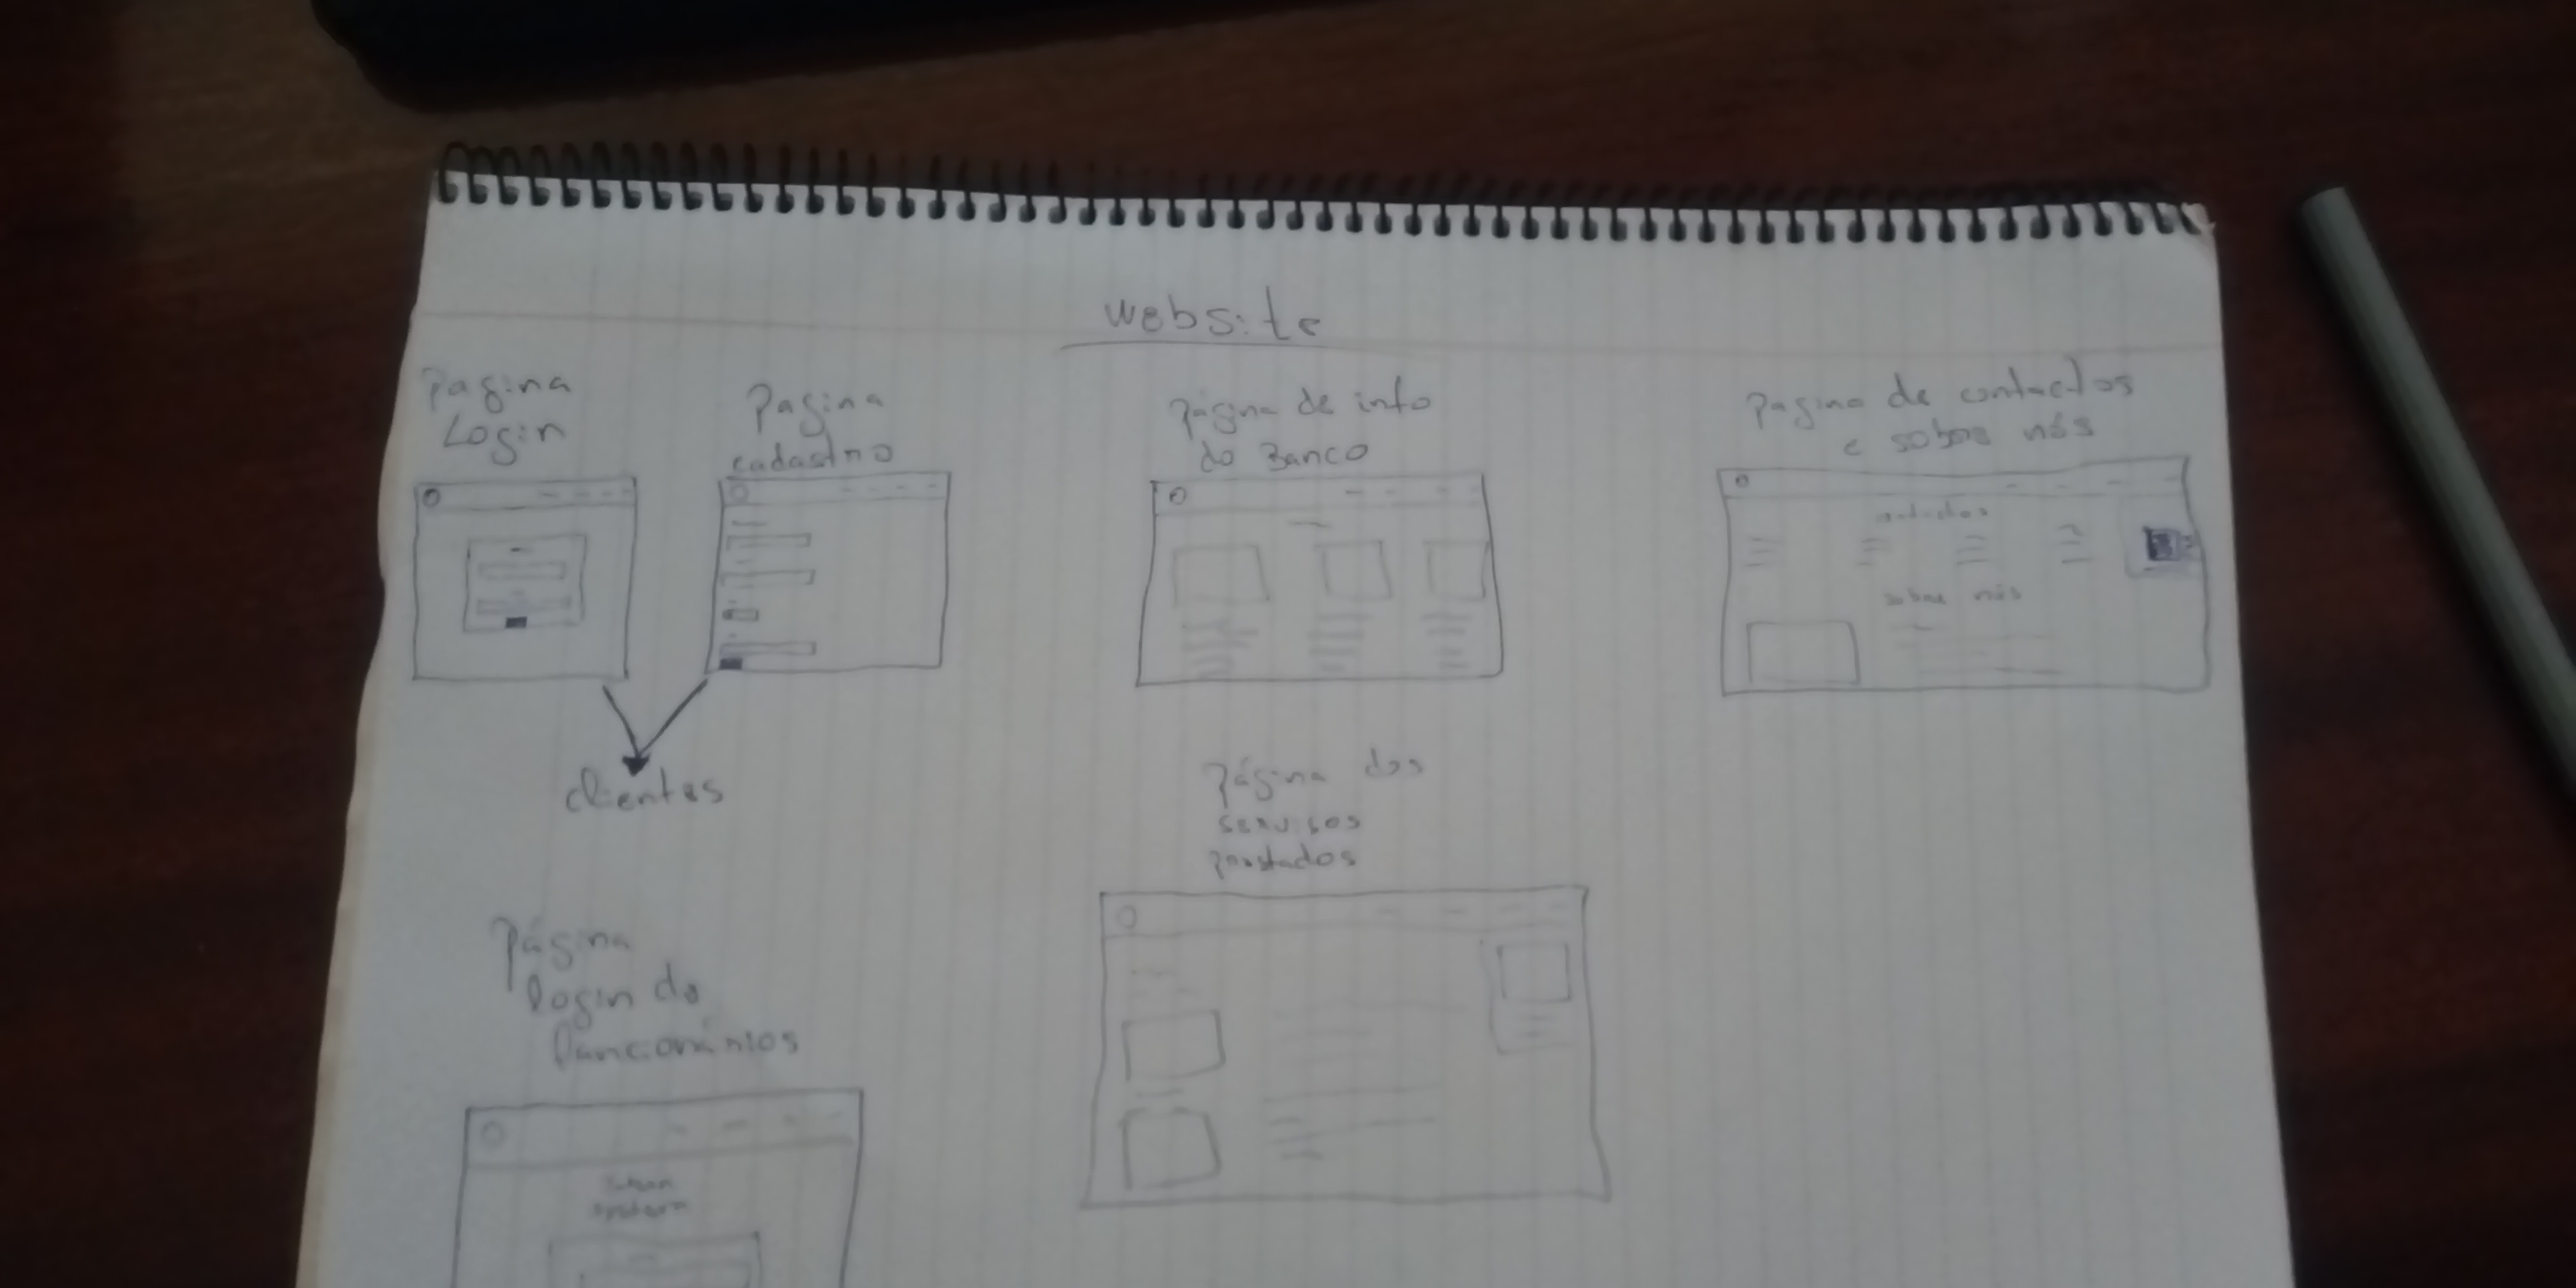 website
Pagina
Login
Pagina
cadastro
Página de info
do Banco
Pagina de contactos
e sobre nós
contactos
sobre nós
clientes
Página dos
serviços
prestados
Página
login do
funcionários
system